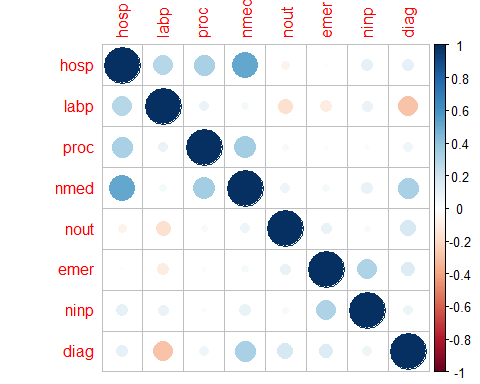 hosp labp proc nmed nout emer ninp diag
hosp
labp
proc
nmed
nout
emer
ninp
diag
1
0.8
0.6
0.4
0.2
0
-0.2
-0.4
-0.6
-0.8
-1